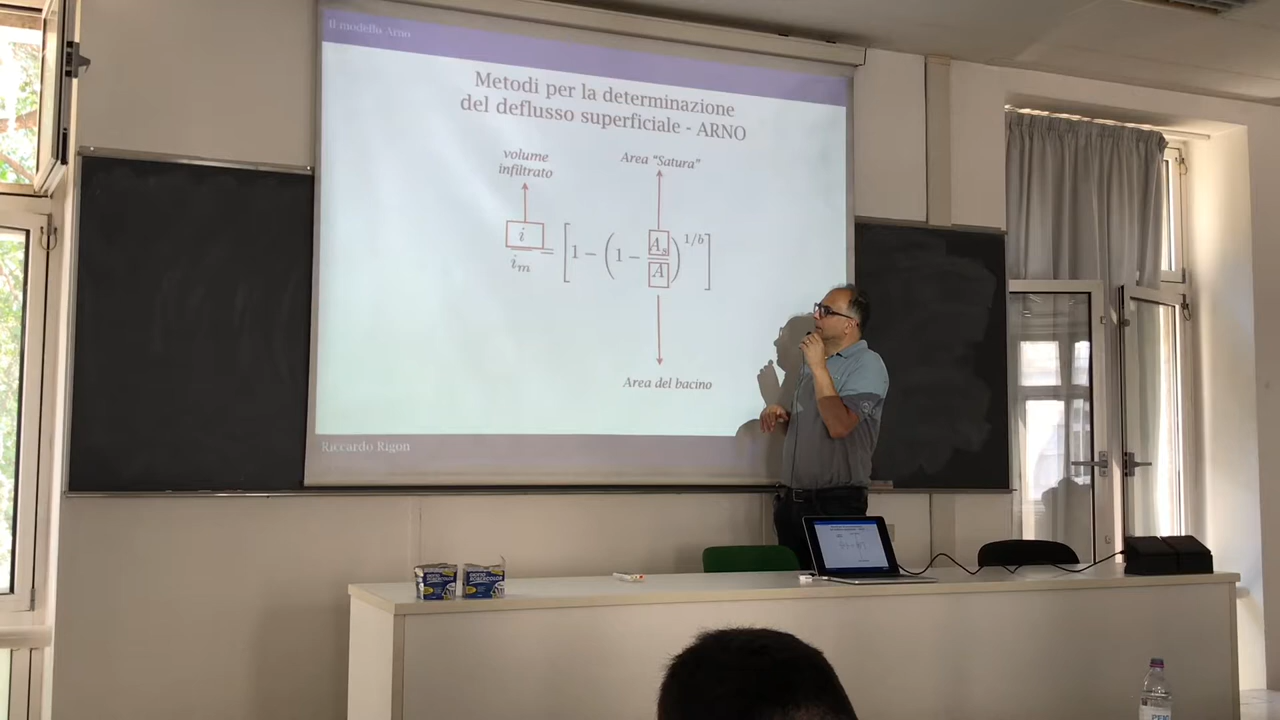 Il modello Arno
Metodi per la determinazione
del deflusso superficiale - ARNO
volume
infiltrato
Area "Satura"
i / i_m = [1 − (1 − A_s / A)^{1/b}]
Area del bacino
Riccardo Rigon